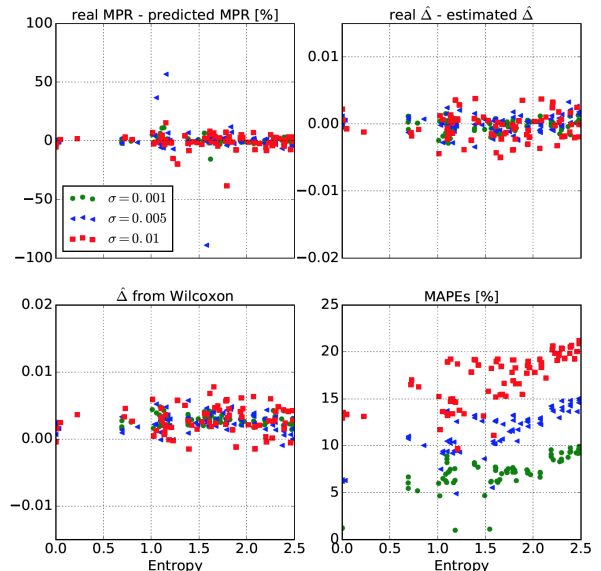 real MPR - predicted MPR [%]
100
50
0
−50
−100
σ=0.001
σ=0.005
σ=0.01
real Δ̂ - estimated Δ̂
0.015
0.000
−0.01
−0.02
Δ̂ from Wilcoxon
0.02
0.01
0.00
−0.01
0.0 0.5 1.0 1.5 2.0 2.5
Entropy
MAPEs [%]
25
20
15
10
5
0
0.0 0.5 1.0 1.5 2.0 2.5
Entropy